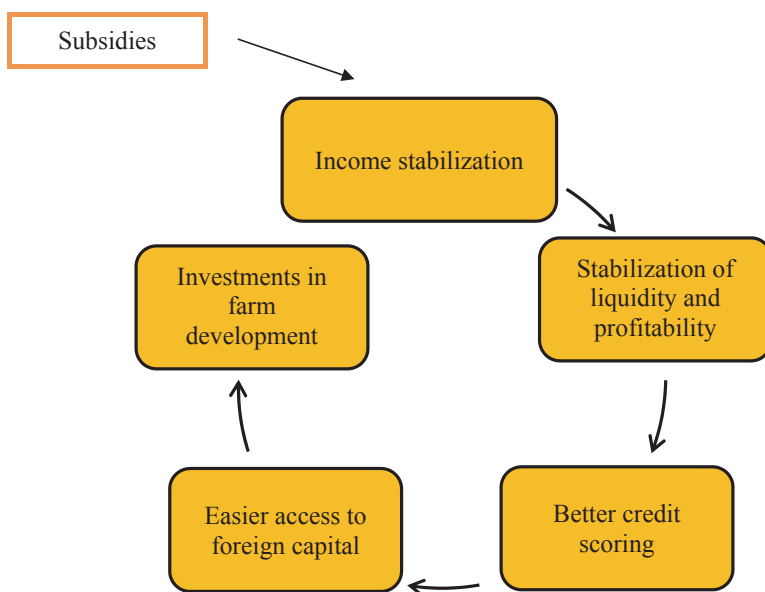 Subsidies
Income stabilization
Stabilization of
liquidity and
profitability
Better credit
scoring
Easier access to
foreign capital
Investments in
farm
development